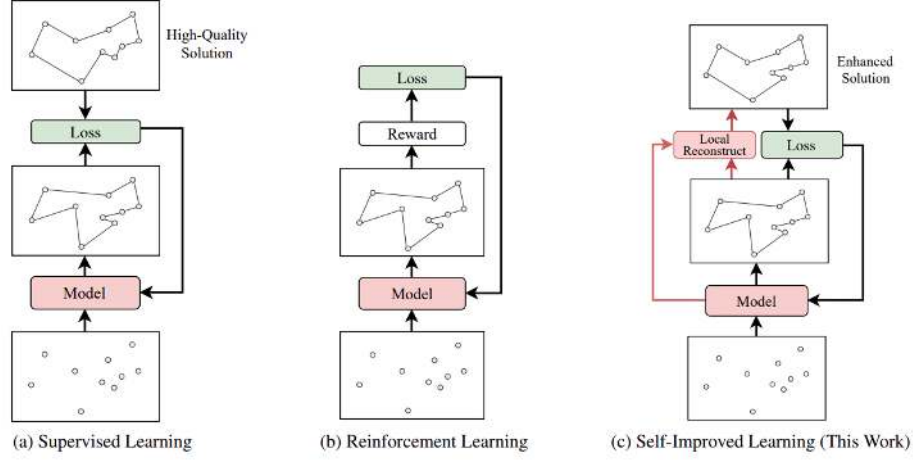 High-Quality
Solution
Loss
Model
(a) Supervised Learning
Loss
Reward
Model
(b) Reinforcement Learning
Enhanced
Solution
Local
Reconstruct
Loss
Model
(c) Self-Improved Learning (This Work)